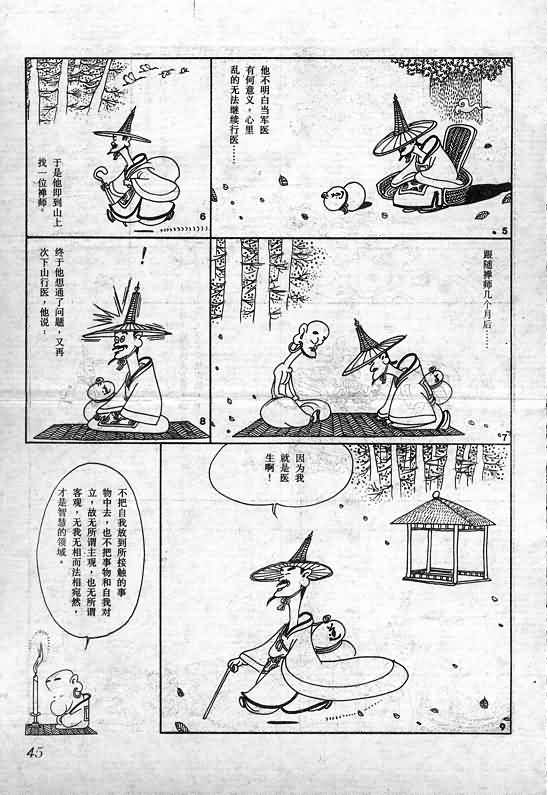 他不明白当军医
有何意义，心里
乱的无法继续行医……
5
于是他即到山上
找一位禅师。
6
跟随禅师几个月后……
7
！
终于他想通了问题，又再
次下山行医，他说：
8
因为我
就是医
生啊！
9
不把自我放到所接触的事
物中去，也不把事物和自我对
立，故无所谓主观，也无所谓
客观，无我无相而法相宛然，
才是智慧的领域。
45